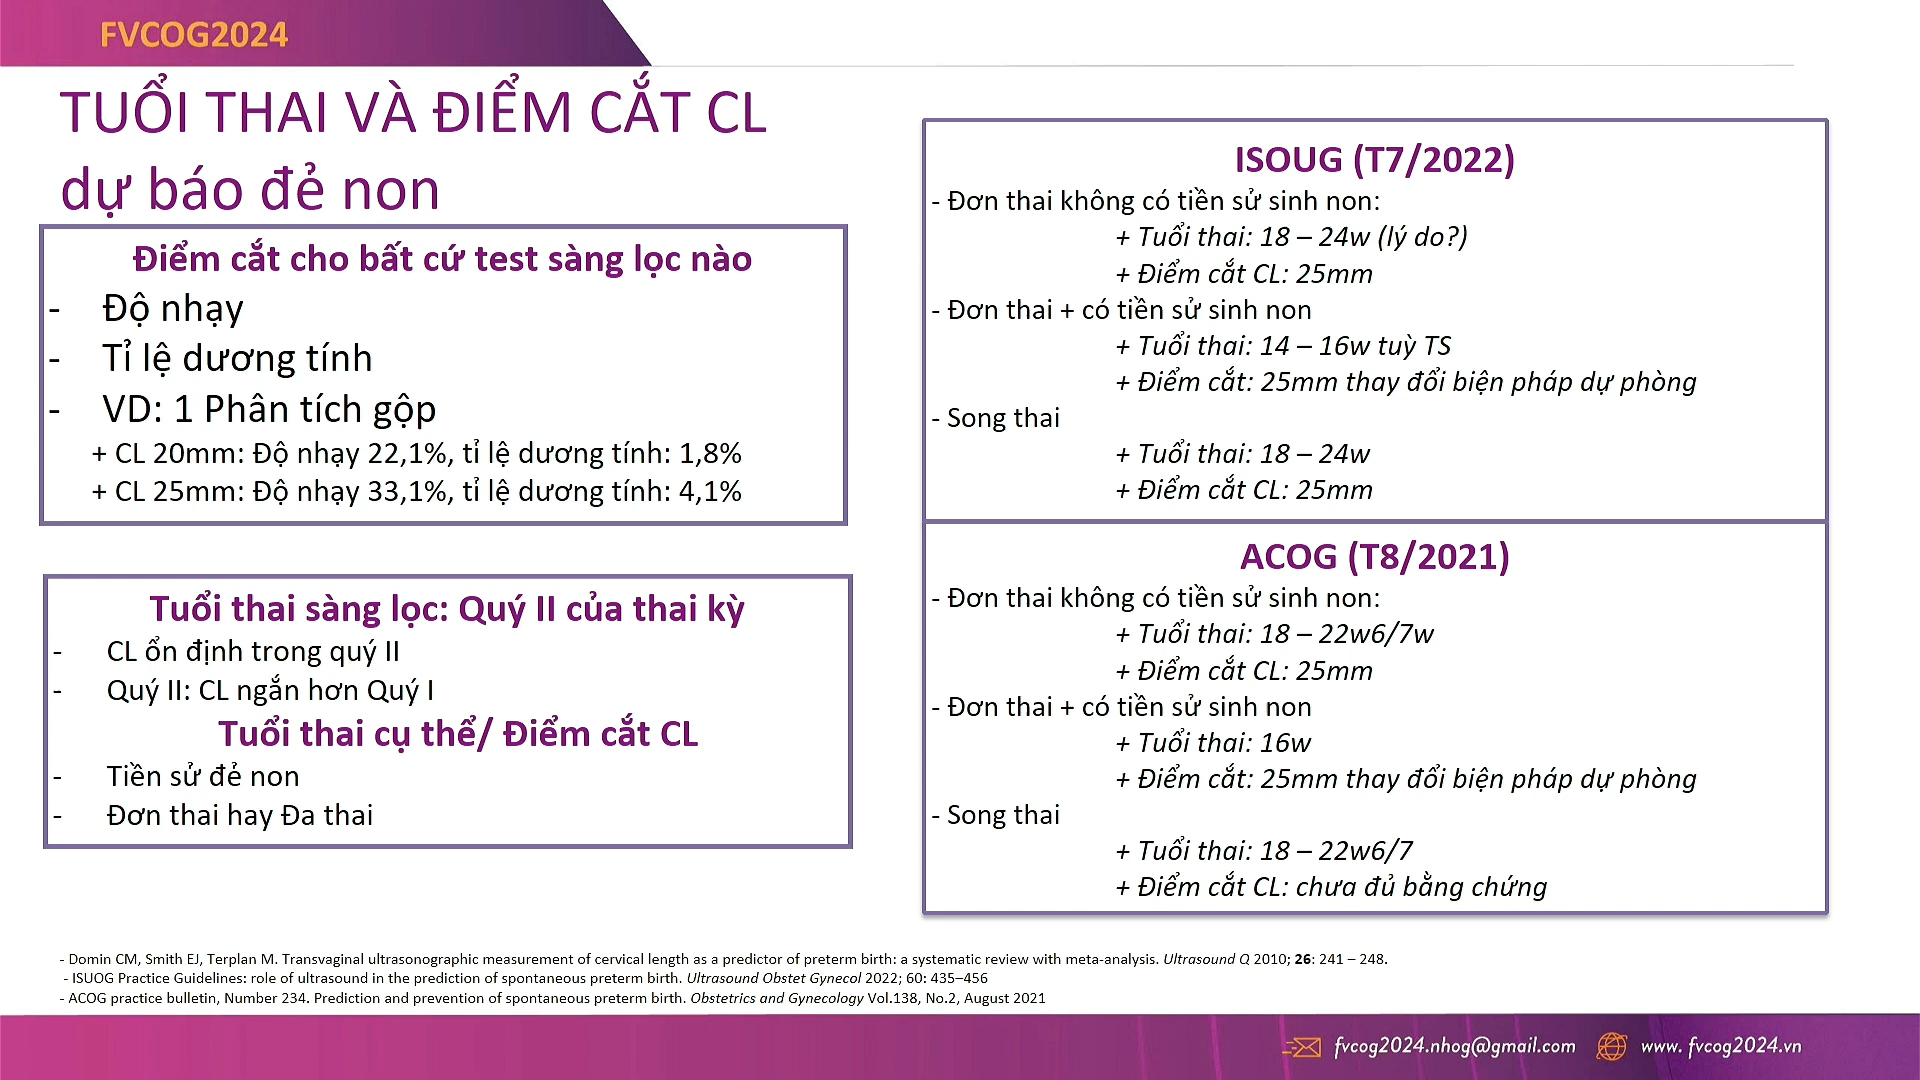 FVCOG2024
TUỔI THAI VÀ ĐIỂM CẮT CL
dự báo đẻ non
Điểm cắt cho bất cứ test sàng lọc nào
- Độ nhạy
- Tỉ lệ dương tính
- VD: 1 Phân tích gộp
+ CL 20mm: Độ nhạy 22,1%, tỉ lệ dương tính: 1,8%
+ CL 25mm: Độ nhạy 33,1%, tỉ lệ dương tính: 4,1%
Tuổi thai sàng lọc: Quý II của thai kỳ
- CL ổn định trong quý II
- Quý II: CL ngắn hơn Quý I
Tuổi thai cụ thể/ Điểm cắt CL
- Tiền sử đẻ non
- Đơn thai hay Đa thai
ISOUG (T7/2022)
- Đơn thai không có tiền sử sinh non:
+ Tuổi thai: 18 – 24w (lý do?)
+ Điểm cắt CL: 25mm
- Đơn thai + có tiền sử sinh non
+ Tuổi thai: 14 – 16w tuỳ TS
+ Điểm cắt: 25mm thay đổi biện pháp dự phòng
- Song thai
+ Tuổi thai: 18 – 24w
+ Điểm cắt CL: 25mm
ACOG (T8/2021)
- Đơn thai không có tiền sử sinh non:
+ Tuổi thai: 18 – 22w6/7w
+ Điểm cắt CL: 25mm
- Đơn thai + có tiền sử sinh non
+ Tuổi thai: 16w
+ Điểm cắt: 25mm thay đổi biện pháp dự phòng
- Song thai
+ Tuổi thai: 18 – 22w6/7
+ Điểm cắt CL: chưa đủ bằng chứng
- Domin CM, Smith EJ, Terplan M. Transvaginal ultrasonographic measurement of cervical length as a predictor of preterm birth: a systematic review with meta-analysis. Ultrasound Q 2010; 26: 241 – 248.
- ISUOG Practice Guidelines: role of ultrasound in the prediction of spontaneous preterm birth. Ultrasound Obstet Gynecol 2022; 60: 435–456
- ACOG practice bulletin, Number 234. Prediction and prevention of spontaneous preterm birth. Obstetrics and Gynecology Vol.138, No.2, August 2021
fvcog2024.nhog@gmail.com
www. fvcog2024.vn